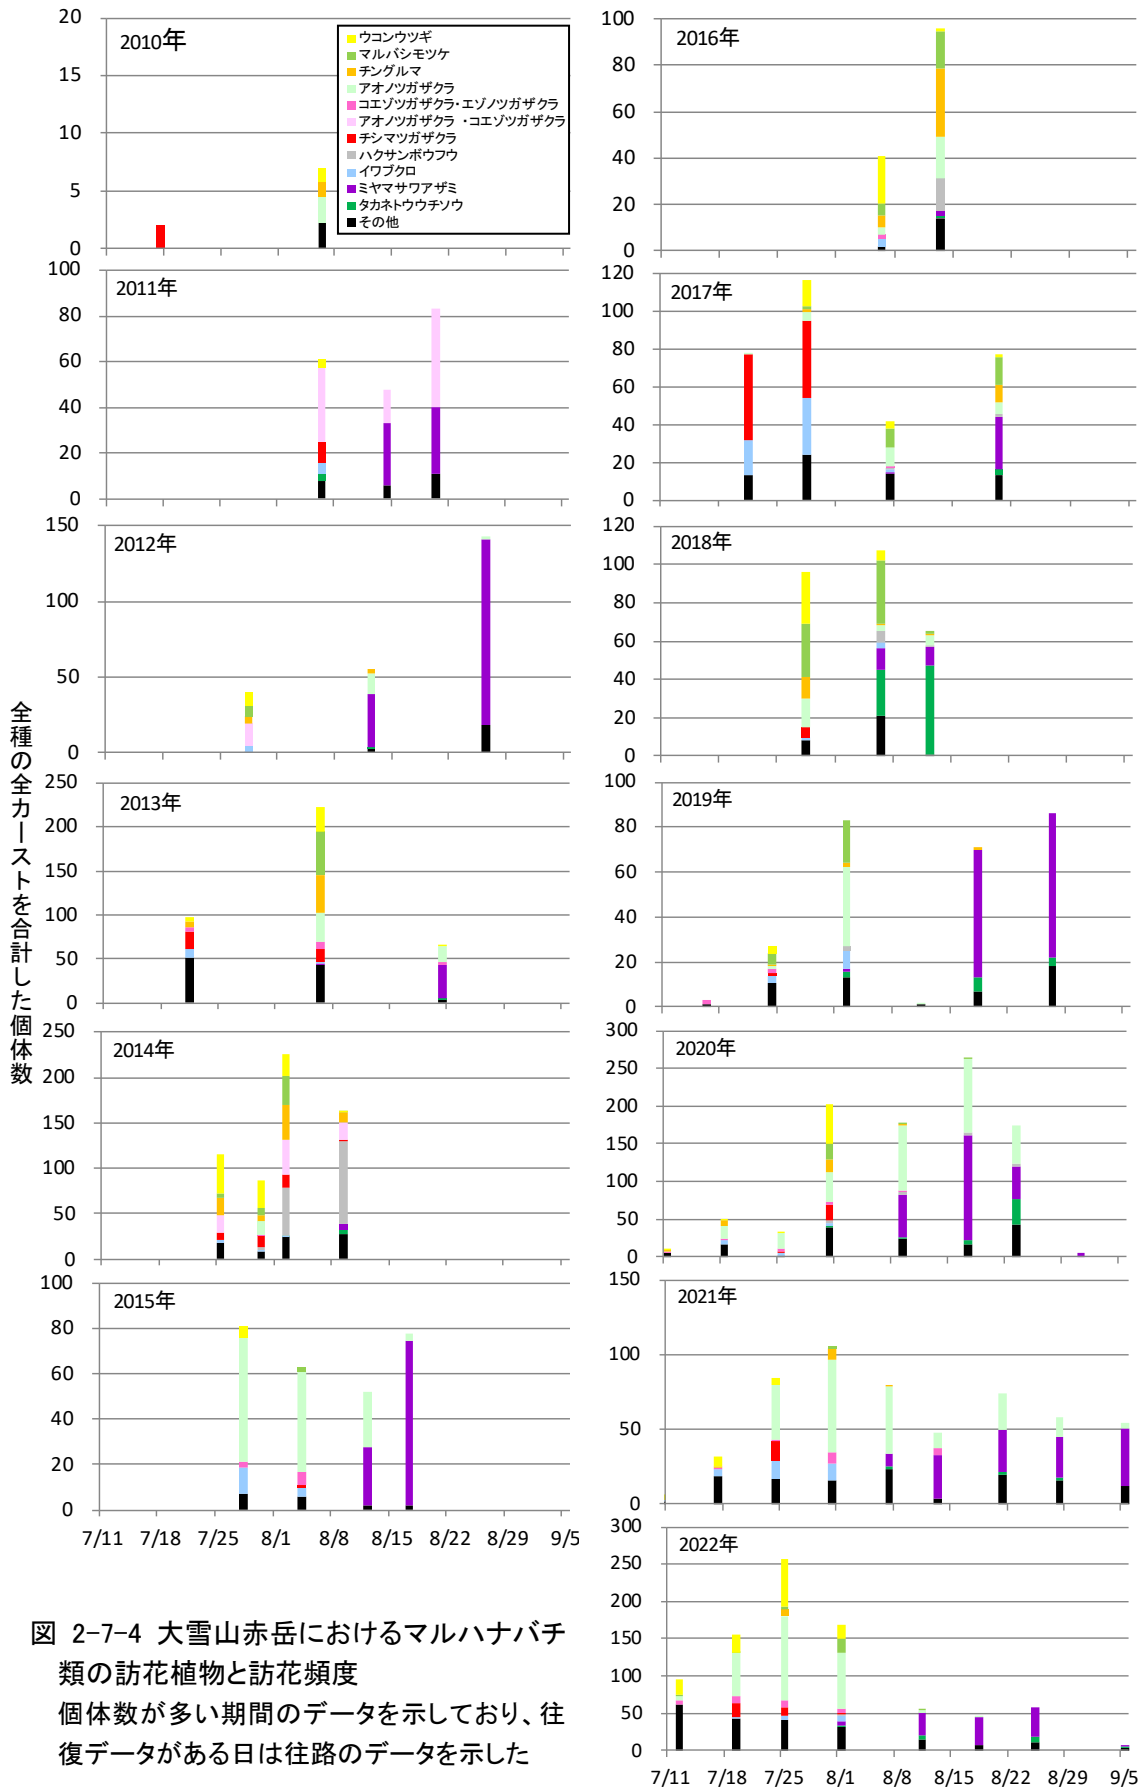 全種の全カーストを合計した個体数
2010年
20
15
10
5
0
ウコンウツギ
マルバシモツケ
チングルマ
アオノツガザクラ
コエゾツガザクラ・エゾノツガザクラ
アオノツガザクラ ・コエゾツガザクラ
チシマツガザクラ
ハクサンボウフウ
イワブクロ
ミヤマサワアザミ
タカネトウウチソウ
その他
2011年
100
80
60
40
20
0
2012年
150
100
50
0
2013年
250
200
150
100
50
0
2014年
250
200
150
100
50
0
2015年
100
80
60
40
20
0
7/11 7/18 7/25 8/1 8/8 8/15 8/22 8/29 9/5
2016年
100
80
60
40
20
0
2017年
120
100
80
60
40
20
0
2018年
120
100
80
60
40
20
0
2019年
100
80
60
40
20
0
2020年
300
250
200
150
100
50
0
2021年
150
100
50
0
2022年
300
250
200
150
100
50
0
7/11 7/18 7/25 8/1 8/8 8/15 8/22 8/29 9/5
図 2-7-4 大雪山赤岳におけるマルハナバチ
類の訪花植物と訪花頻度
個体数が多い期間のデータを示しており、往
復データがある日は往路のデータを示した